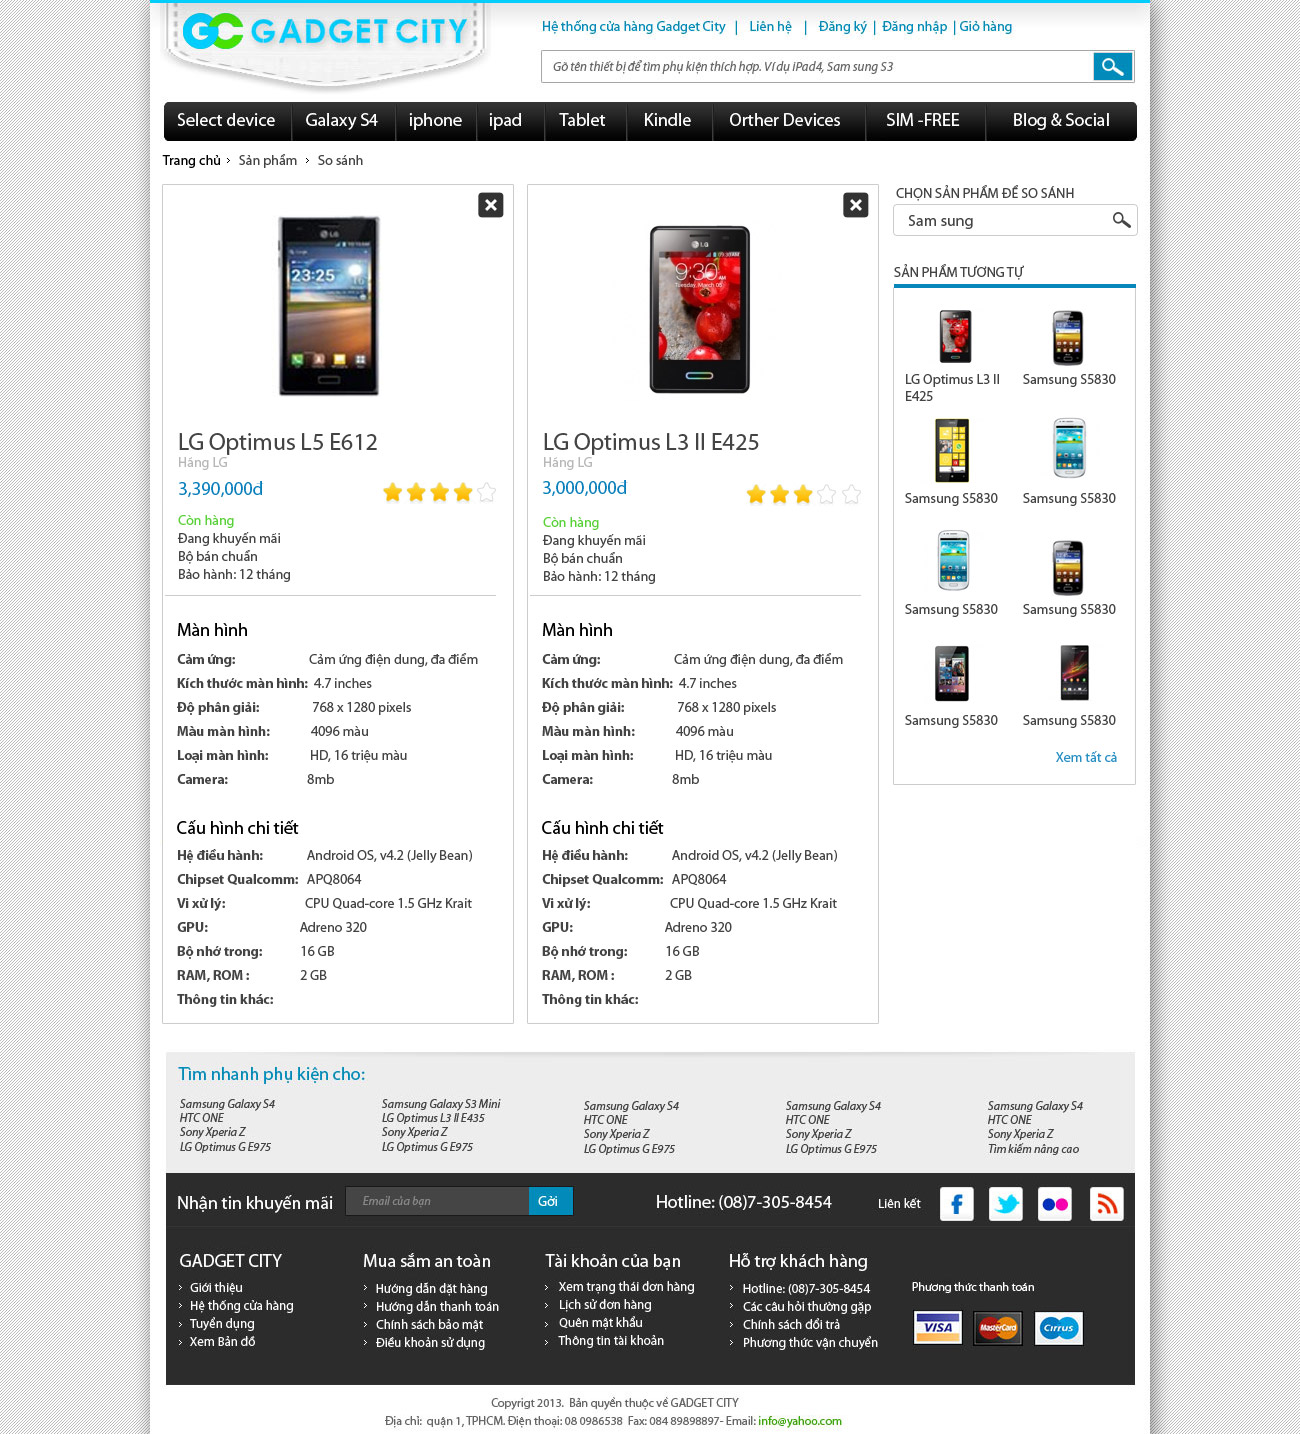 GC GADGET CITY
Hệ thống cửa hàng Gadget City | Liên hệ | Đăng ký | Đăng nhập | Giỏ hàng
Gõ tên thiết bị để tìm phụ kiện thích hợp. Ví dụ iPad4, Sam sung S3
Select device Galaxy S4 iphone ipad Tablet Kindle Orther Devices SIM -FREE Blog & Social
Trang chủ › Sản phẩm › So sánh
LG Optimus L5 E612
Hãng LG
3,390,000đ
Còn hàng
Đang khuyến mãi
Bộ bán chuẩn
Bảo hành: 12 tháng
Màn hình
Cảm ứng: Cảm ứng điện dung, đa điểm
Kích thước màn hình: 4.7 inches
Độ phân giải: 768 x 1280 pixels
Màu màn hình: 4096 màu
Loại màn hình: HD, 16 triệu màu
Camera: 8mb
Cấu hình chi tiết
Hệ điều hành: Android OS, v4.2 (Jelly Bean)
Chipset Qualcomm: APQ8064
Vi xử lý: CPU Quad-core 1.5 GHz Krait
GPU: Adreno 320
Bộ nhớ trong: 16 GB
RAM, ROM : 2 GB
Thông tin khác:
LG Optimus L3 II E425
Hãng LG
3,000,000đ
Còn hàng
Đang khuyến mãi
Bộ bán chuẩn
Bảo hành: 12 tháng
Màn hình
Cảm ứng: Cảm ứng điện dung, đa điểm
Kích thước màn hình: 4.7 inches
Độ phân giải: 768 x 1280 pixels
Màu màn hình: 4096 màu
Loại màn hình: HD, 16 triệu màu
Camera: 8mb
Cấu hình chi tiết
Hệ điều hành: Android OS, v4.2 (Jelly Bean)
Chipset Qualcomm: APQ8064
Vi xử lý: CPU Quad-core 1.5 GHz Krait
GPU: Adreno 320
Bộ nhớ trong: 16 GB
RAM, ROM : 2 GB
Thông tin khác:
CHỌN SẢN PHẨM ĐỂ SO SÁNH
Sam sung
SẢN PHẨM TƯƠNG TỰ
LG Optimus L3 II
E425
Samsung S5830
Samsung S5830 Samsung S5830
Samsung S5830 Samsung S5830
Samsung S5830 Samsung S5830
Xem tất cả
Tìm nhanh phụ kiện cho:
Samsung Galaxy S4
HTC ONE
Sony Xperia Z
LG Optimus G E975
Samsung Galaxy S3 Mini
LG Optimus L3 II E435
Sony Xperia Z
LG Optimus G E975
Samsung Galaxy S4
HTC ONE
Sony Xperia Z
LG Optimus G E975
Samsung Galaxy S4
HTC ONE
Sony Xperia Z
LG Optimus G E975
Samsung Galaxy S4
HTC ONE
Sony Xperia Z
Tìm kiếm nâng cao
Nhận tin khuyến mãi Email của bạn Gởi Hotline: (08)7-305-8454 Liên kết
GADGET CITY
Giới thiệu
Hệ thống cửa hàng
Tuyển dụng
Xem Bản đồ
Mua sắm an toàn
Hướng dẫn đặt hàng
Hướng dẫn thanh toán
Chính sách bảo mật
Điều khoản sử dụng
Tài khoản của bạn
Xem trạng thái đơn hàng
Lịch sử đơn hàng
Quên mật khẩu
Thông tin tài khoản
Hỗ trợ khách hàng
Hotline: (08)7-305-8454
Các câu hỏi thường gặp
Chính sách đổi trả
Phương thức vận chuyển
Phương thức thanh toán
VISA MasterCard Cirrus
Copyrigt 2013. Bản quyền thuộc về GADGET CITY
Địa chỉ: quận 1, TPHCM. Điện thoại: 08 0986538 Fax: 084 89898897- Email: info@yahoo.com